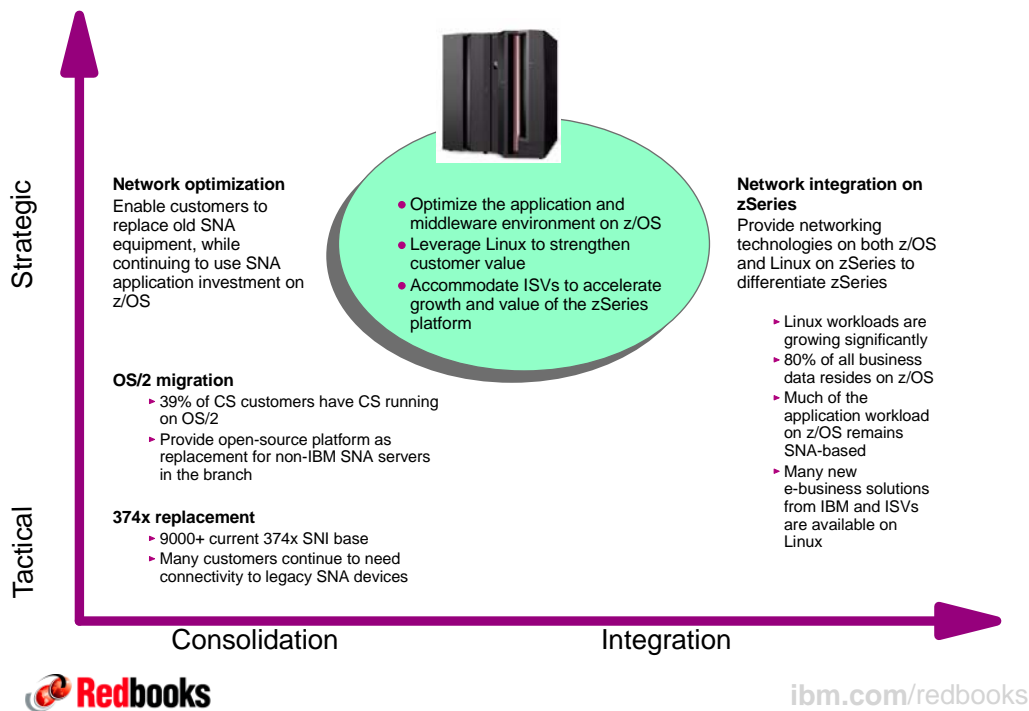 Strategic
Tactical
Network optimization
Enable customers to
replace old SNA
equipment, while
continuing to use SNA
application investment on
z/OS
OS/2 migration
39% of CS customers have CS running
on OS/2
Provide open-source platform as
replacement for non-IBM SNA servers
in the branch
374x replacement
9000+ current 374x SNI base
Many customers continue to need
connectivity to legacy SNA devices
Optimize the application and
middleware environment on z/OS
Leverage Linux to strengthen
customer value
Accommodate ISVs to accelerate
growth and value of the zSeries
platform
Network integration on
zSeries
Provide networking
technologies on both z/OS
and Linux on zSeries to
differentiate zSeries
Linux workloads are
growing significantly
80% of all business
data resides on z/OS
Much of the
application workload
on z/OS remains
SNA-based
Many new
e-business solutions
from IBM and ISVs
are available on
Linux
Consolidation
Integration
Redbooks
ibm.com/redbooks